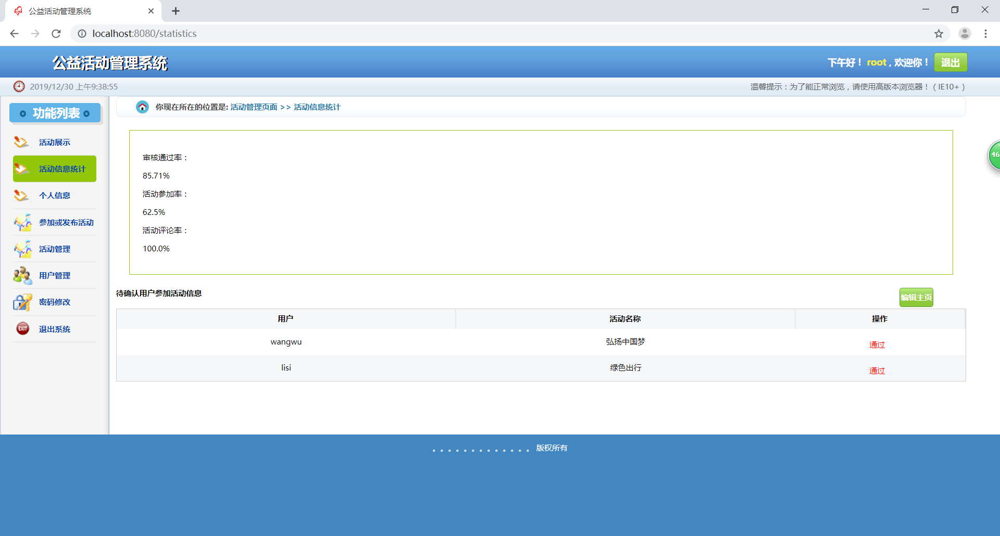 公益活动管理系统
localhost:8080/statistics
公益活动管理系统
下午好！ root，欢迎你！ 退出
2019/12/30 上午9:38:55
温馨提示：为了能正常浏览，请使用高版本浏览器！（IE10+）
功能列表
活动展示
活动信息统计
个人信息
参加或发布活动
活动管理
用户管理
密码修改
EXIT 退出系统
你现在所在的位置是: 活动管理页面 >> 活动信息统计
审核通过率：
85.71%
活动参加率：
62.5%
活动评论率：
100.0%
46
待确认用户参加活动信息
编辑主页
用户 活动名称 操作
wangwu 弘扬中国梦 通过
lisi 绿色出行 通过
。。。。。。。。。。。。。 版权所有